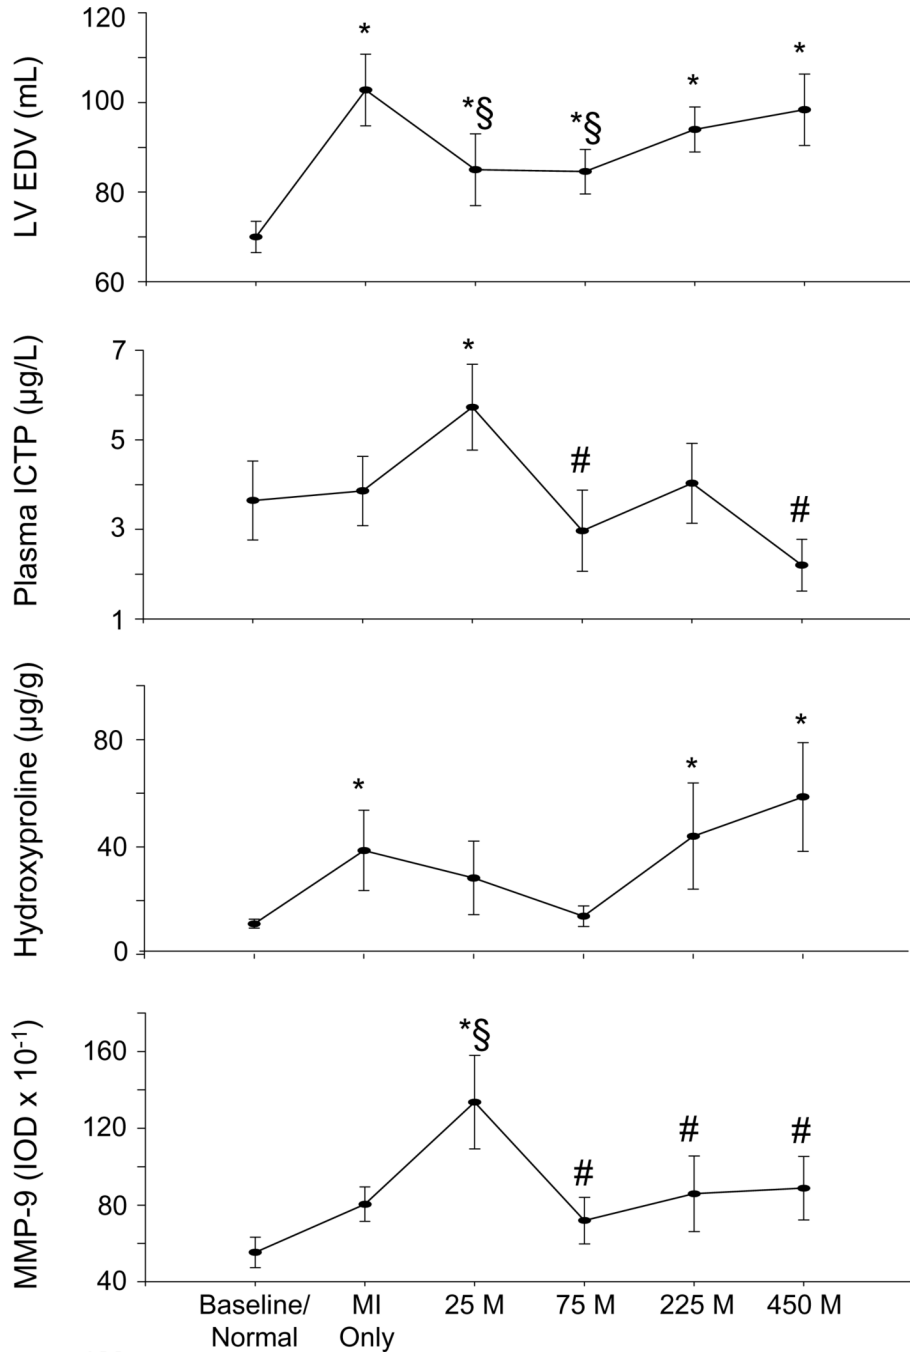 LV EDV (mL)
120
100
80
60
*
*§
*§
*
*
Plasma ICTP (µg/L)
7
5
3
1
*
#
#
Hydroxyproline (µg/g)
80
40
0
*
*
*
MMP-9 (IOD x 10⁻¹)
160
120
80
40
*§
#
#
#
Baseline/
Normal
MI
Only
25 M
75 M
225 M
450 M